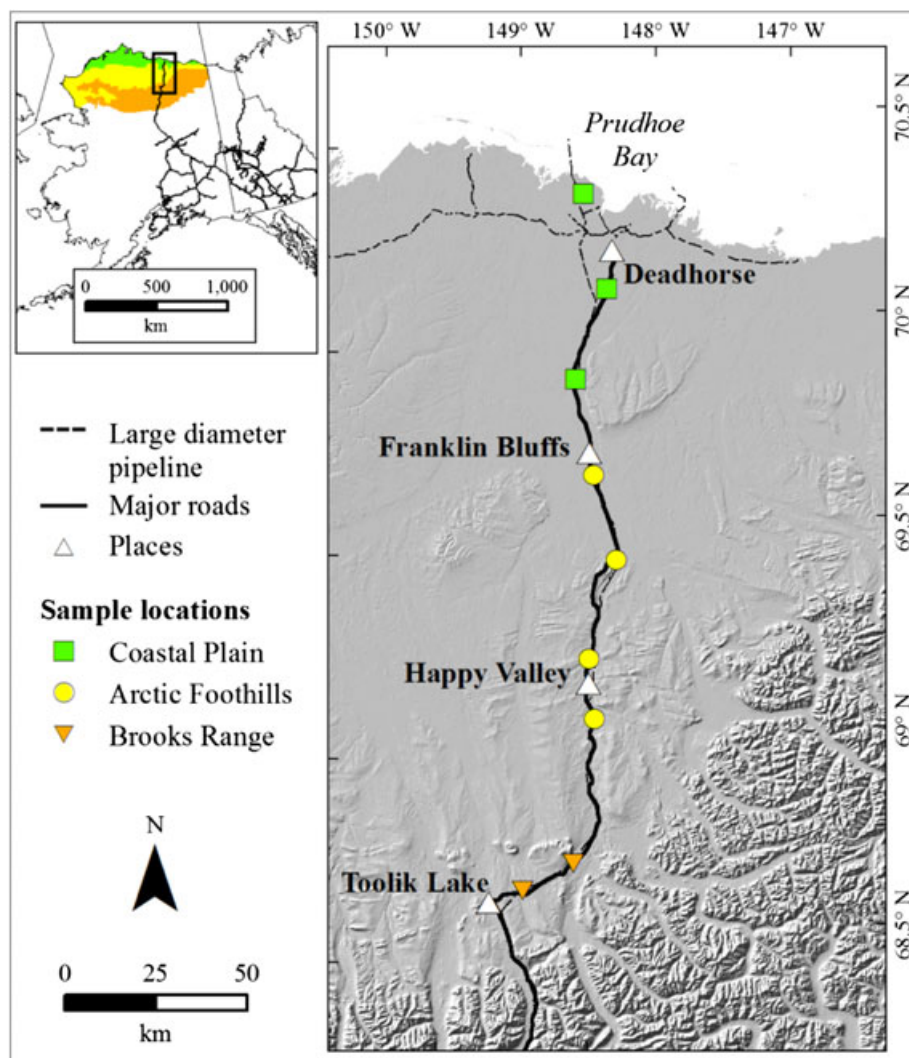 150° W
149° W
148° W
147° W
70.5° N
Prudhoe
Bay
Deadhorse
70° N
Franklin Bluffs
69.5° N
Happy Valley
69° N
Toolik Lake
68.5° N
0 500 1,000
km
Large diameter
pipeline
Major roads
Places
Sample locations
Coastal Plain
Arctic Foothills
Brooks Range
N
0 25 50
km